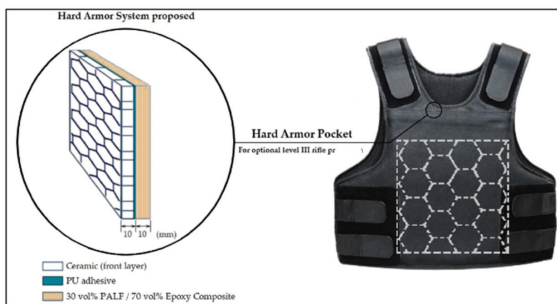 Hard Armor System proposed
Hard Armor Pocket
For optional level III rifle
10 10 (mm)
Ceramic (front layer)
PU adhesive
30 vol% PALF / 70 vol% Epoxy Composite